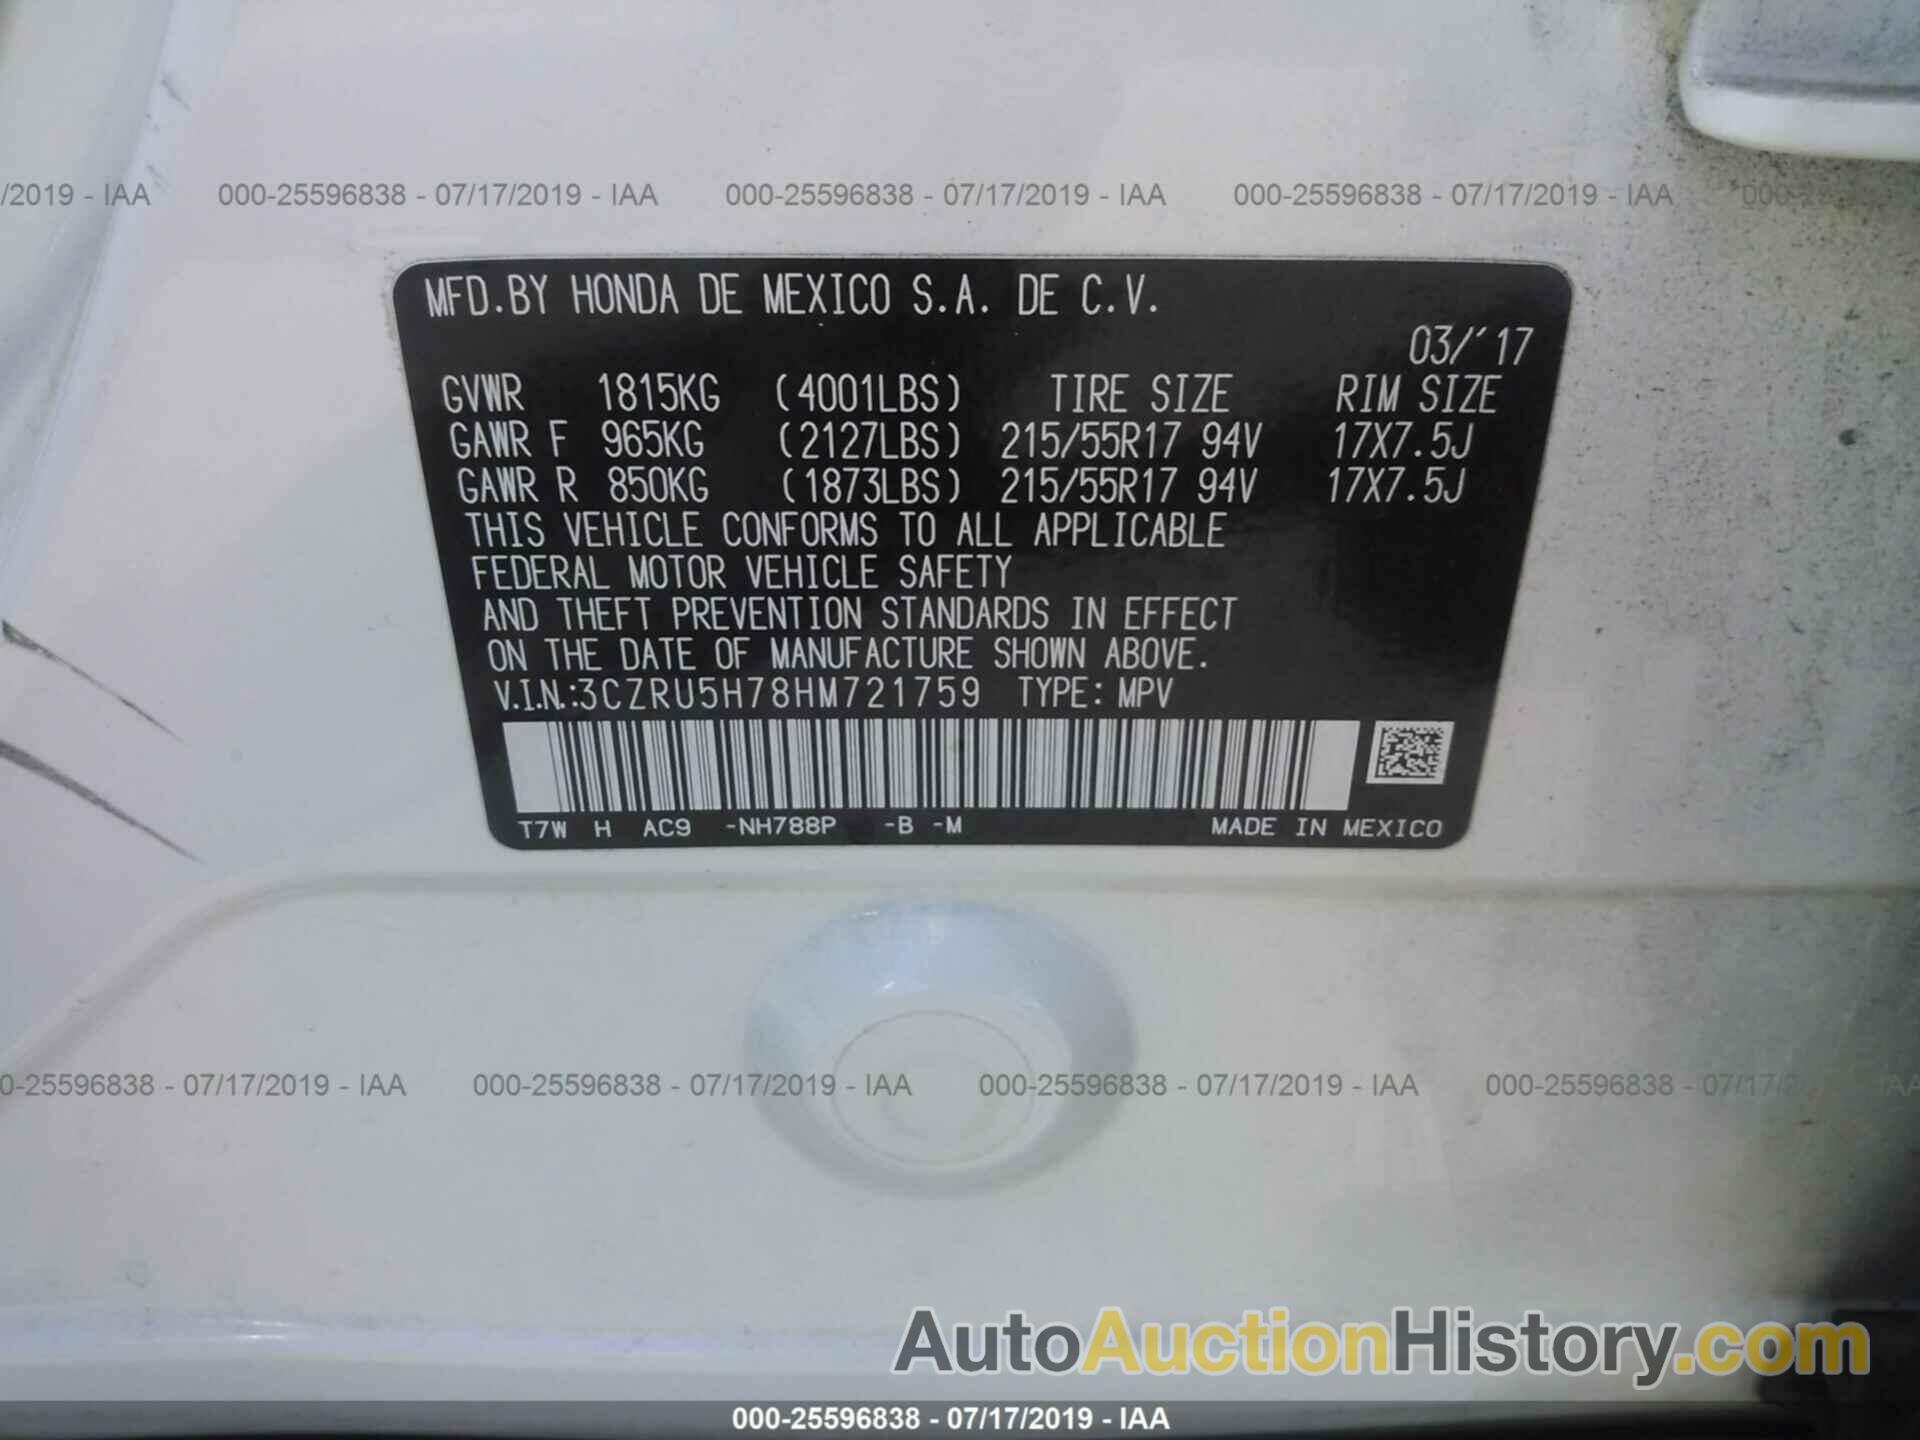 /2019 - IAA 000-25596838 - 07/17/2019 - IAA 000-25596838 - 07/17/2019 - IAA 000-25596838 - 07/17/2019 - IAA
MFD.BY HONDA DE MEXICO S.A. DE C.V.
03/'17
GVWR 1815KG (4001LBS) TIRE SIZE RIM SIZE
GAWR F 965KG (2127LBS) 215/55R17 94V 17X7.5J
GAWR R 850KG (1873LBS) 215/55R17 94V 17X7.5J
THIS VEHICLE CONFORMS TO ALL APPLICABLE
FEDERAL MOTOR VEHICLE SAFETY
AND THEFT PREVENTION STANDARDS IN EFFECT
ON THE DATE OF MANUFACTURE SHOWN ABOVE.
V.I.N.:3CZRU5H78HM721759 TYPE: MPV
T7W H AC9 -NH788P -B -M MADE IN MEXICO
0-25596838 - 07/17/2019 - IAA 000-25596838 - 07/17/2019 - IAA 000-25596838 - 07/17/2019 - IAA 000-25596838 - 07/17/2019 - IAA
AutoAuctionHistory.com
000-25596838 - 07/17/2019 - IAA